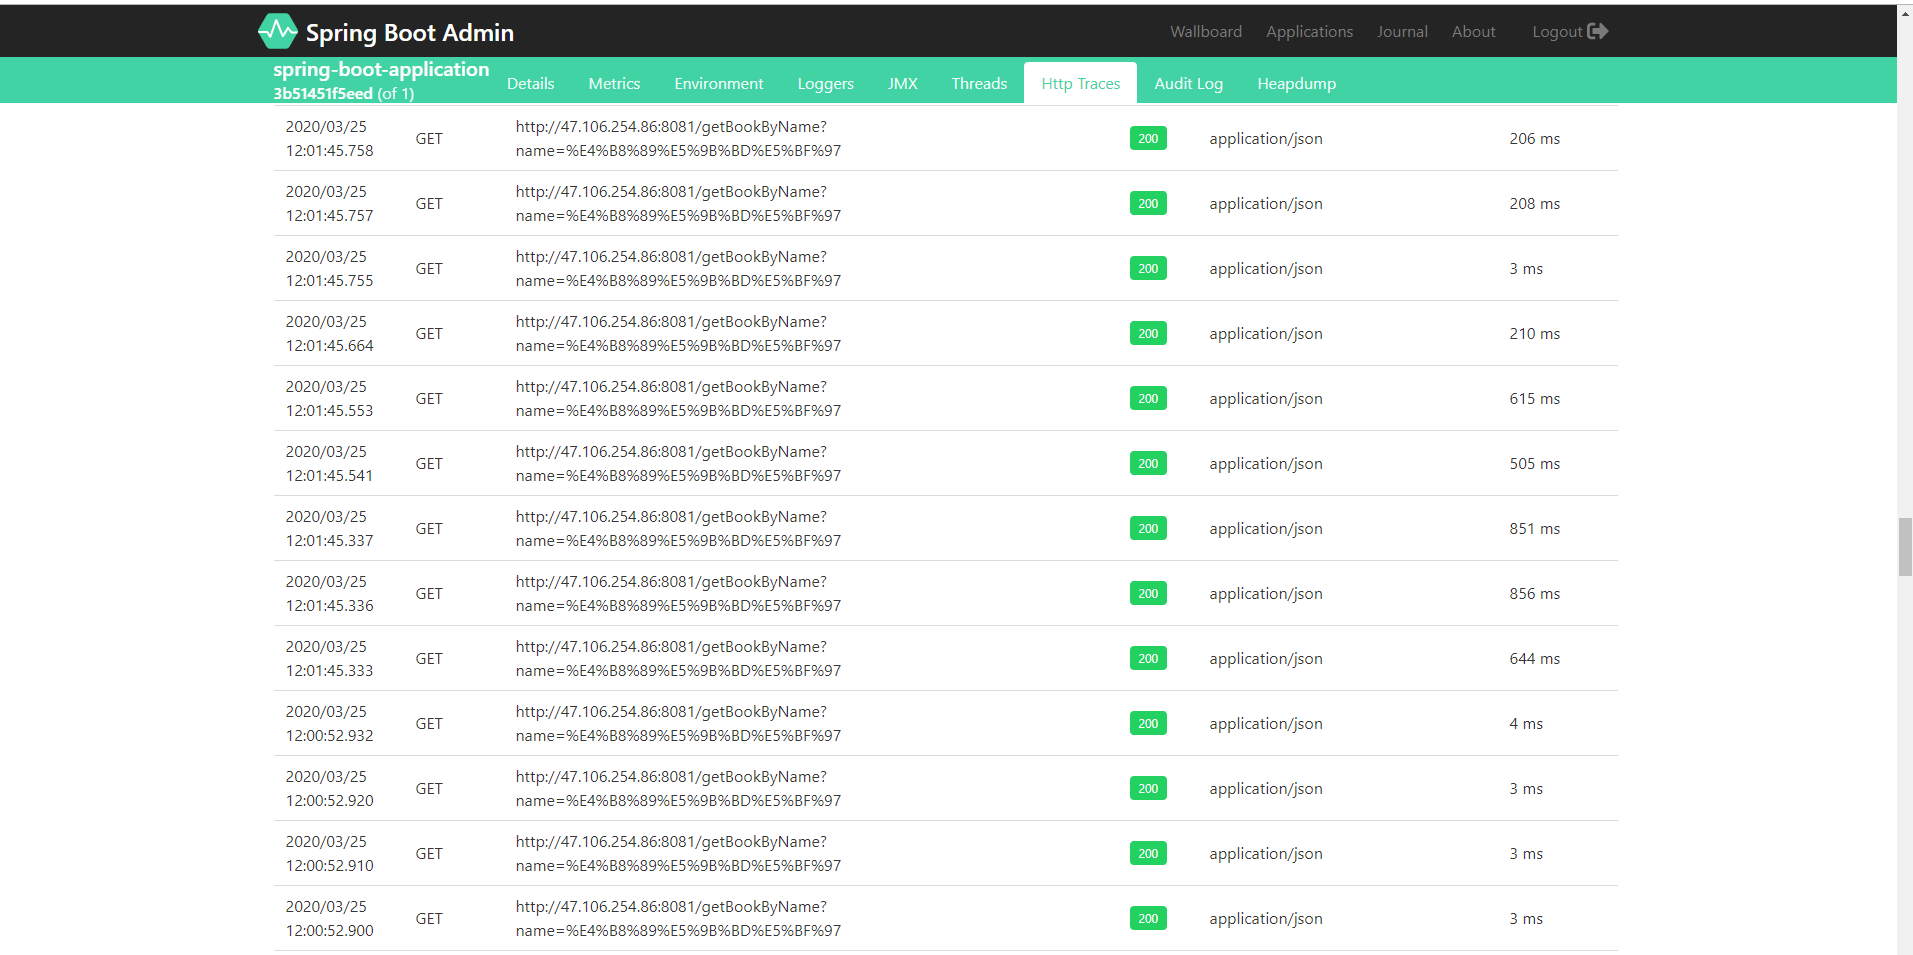 Spring Boot Admin
Wallboard Applications Journal About Logout
spring-boot-application
3b51451f5eed (of 1)
Details Metrics Environment Loggers JMX Threads Http Traces Audit Log Heapdump
2020/03/25
12:01:45.758
GET
http://47.106.254.86:8081/getBookByName?
name=%E4%B8%89%E5%9B%BD%E5%BF%97
200
application/json
206 ms
2020/03/25
12:01:45.757
GET
http://47.106.254.86:8081/getBookByName?
name=%E4%B8%89%E5%9B%BD%E5%BF%97
200
application/json
208 ms
2020/03/25
12:01:45.755
GET
http://47.106.254.86:8081/getBookByName?
name=%E4%B8%89%E5%9B%BD%E5%BF%97
200
application/json
3 ms
2020/03/25
12:01:45.664
GET
http://47.106.254.86:8081/getBookByName?
name=%E4%B8%89%E5%9B%BD%E5%BF%97
200
application/json
210 ms
2020/03/25
12:01:45.553
GET
http://47.106.254.86:8081/getBookByName?
name=%E4%B8%89%E5%9B%BD%E5%BF%97
200
application/json
615 ms
2020/03/25
12:01:45.541
GET
http://47.106.254.86:8081/getBookByName?
name=%E4%B8%89%E5%9B%BD%E5%BF%97
200
application/json
505 ms
2020/03/25
12:01:45.337
GET
http://47.106.254.86:8081/getBookByName?
name=%E4%B8%89%E5%9B%BD%E5%BF%97
200
application/json
851 ms
2020/03/25
12:01:45.336
GET
http://47.106.254.86:8081/getBookByName?
name=%E4%B8%89%E5%9B%BD%E5%BF%97
200
application/json
856 ms
2020/03/25
12:01:45.333
GET
http://47.106.254.86:8081/getBookByName?
name=%E4%B8%89%E5%9B%BD%E5%BF%97
200
application/json
644 ms
2020/03/25
12:00:52.932
GET
http://47.106.254.86:8081/getBookByName?
name=%E4%B8%89%E5%9B%BD%E5%BF%97
200
application/json
4 ms
2020/03/25
12:00:52.920
GET
http://47.106.254.86:8081/getBookByName?
name=%E4%B8%89%E5%9B%BD%E5%BF%97
200
application/json
3 ms
2020/03/25
12:00:52.910
GET
http://47.106.254.86:8081/getBookByName?
name=%E4%B8%89%E5%9B%BD%E5%BF%97
200
application/json
3 ms
2020/03/25
12:00:52.900
GET
http://47.106.254.86:8081/getBookByName?
name=%E4%B8%89%E5%9B%BD%E5%BF%97
200
application/json
3 ms